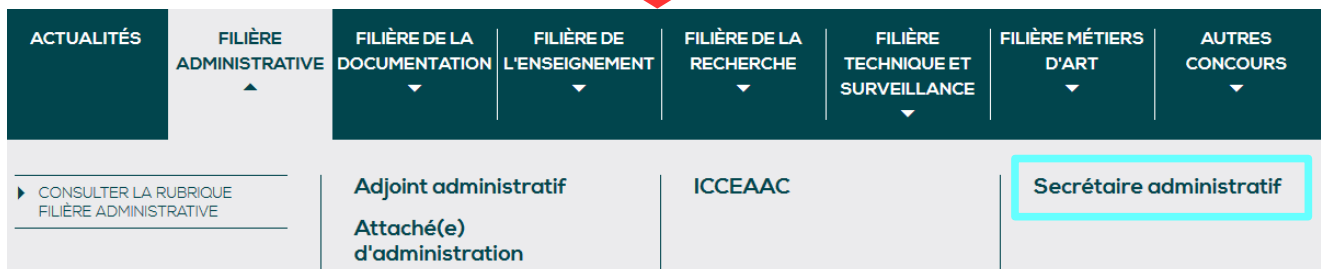 ACTUALITÉS
FILIÈRE
ADMINISTRATIVE
FILIÈRE DE LA
DOCUMENTATION
FILIÈRE DE
L'ENSEIGNEMENT
FILIÈRE DE LA
RECHERCHE
FILIÈRE
TECHNIQUE ET
SURVEILLANCE
FILIÈRE MÉTIERS
D'ART
AUTRES
CONCOURS
CONSULTER LA RUBRIQUE
FILIÈRE ADMINISTRATIVE
Adjoint administratif
Attaché(e)
d'administration
ICCEAAC
Secrétaire administratif